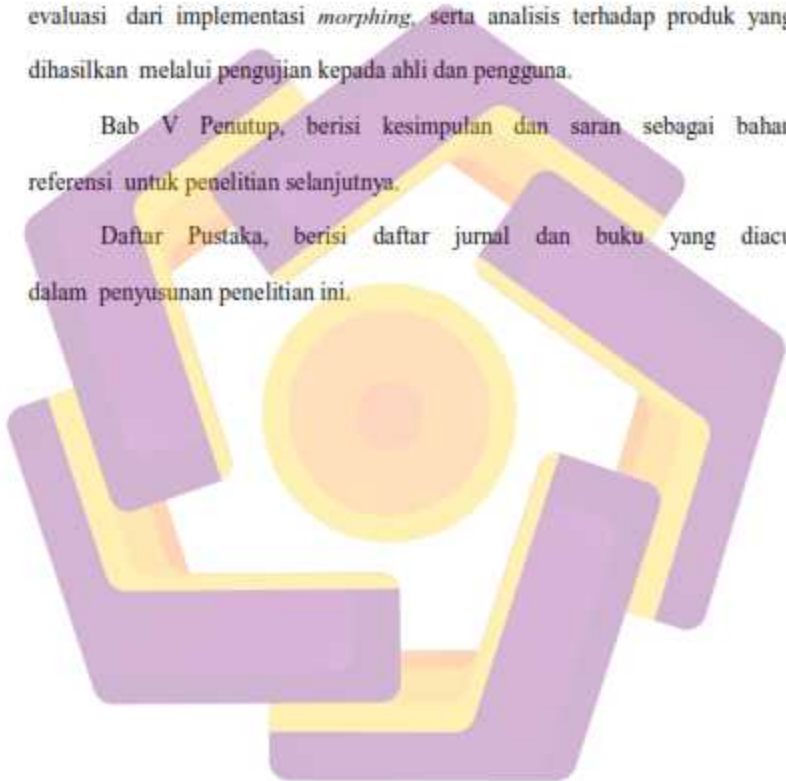 evaluasi dari implementasi morphing, serta analisis terhadap produk yang
dihasilkan melalui pengujian kepada ahli dan pengguna.
Bab V Penutup, berisi kesimpulan dan saran sebagai bahan
referensi untuk penelitian selanjutnya.
Daftar Pustaka, berisi daftar jurnal dan buku yang diacu
dalam penyusunan penelitian ini.